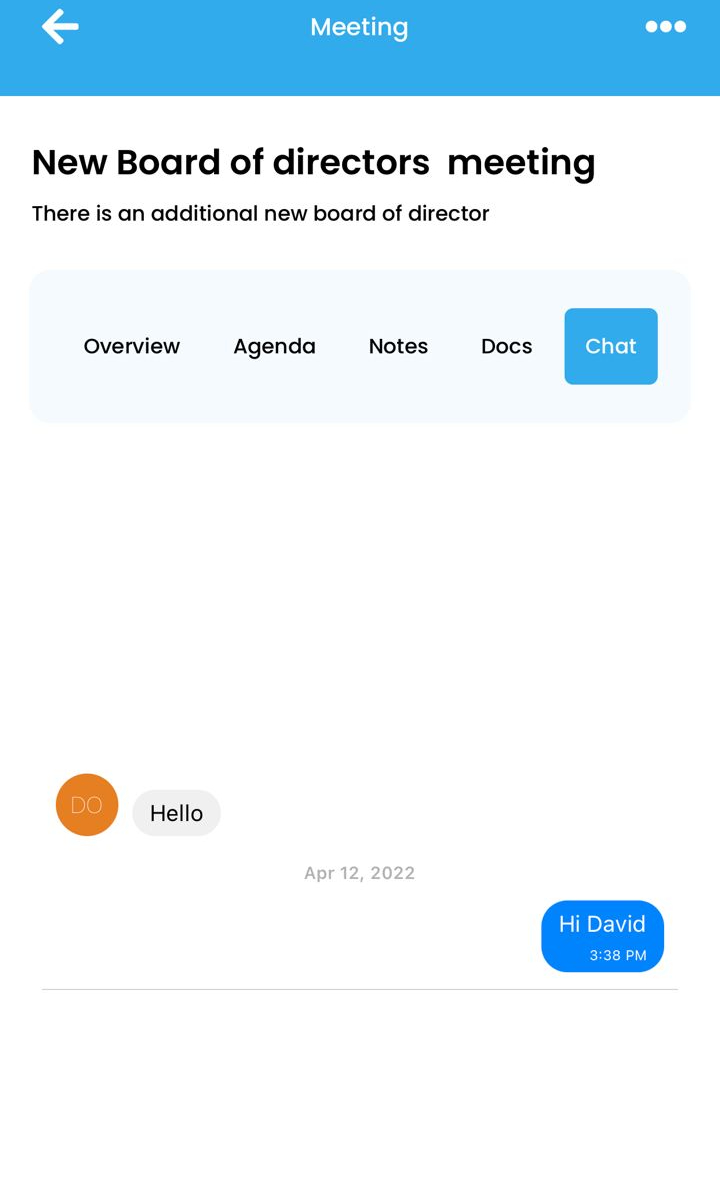 Meeting
New Board of directors  meeting
There is an additional new board of director
Overview Agenda Notes Docs Chat
DO
Hello
Apr 12, 2022
Hi David
3:38 PM